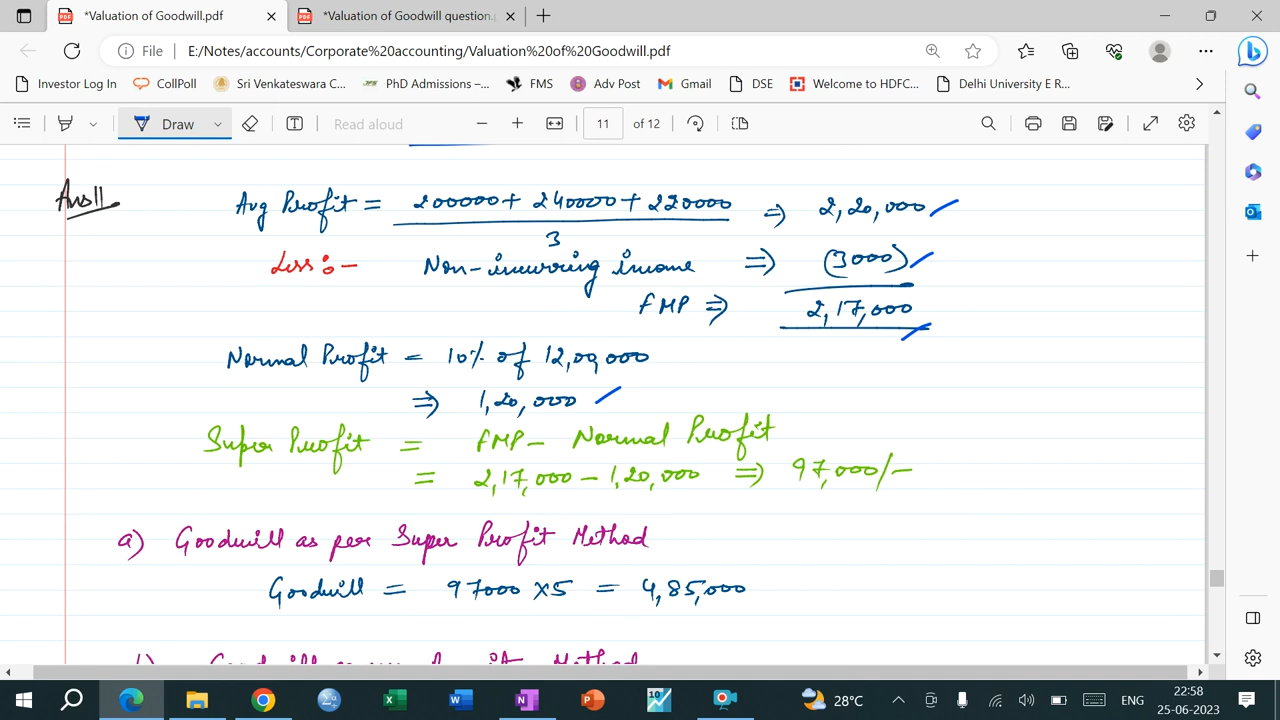 *Valuation of Goodwill.pdf
*Valuation of Goodwill question.
File E:/Notes/accounts/Corporate%20accounting/Valuation%20of%20Goodwill.pdf
Investor Log In CollPoll Sri Venkateswara C... PhD Admissions –... FMS Adv Post Gmail DSE Welcome to HDFC... Delhi University E R...
Draw Read aloud 11 of 12
Ans11
Avg Profit = 200000 + 240000 + 220000 ⇒ 2,20,000
3
Less:- Non-incurring income ⇒ (3000)
FMP ⇒ 2,17,000
Normal Profit = 10% of 12,00,000
⇒ 1,20,000
Super Profit = FMP - Normal Profit
= 2,17,000 - 1,20,000 ⇒ 97,000/-
a) Goodwill as per Super Profit Method
Goodwill = 97000 x5 = 4,85,000
Method
28°C ENG 22:58
25-06-2023